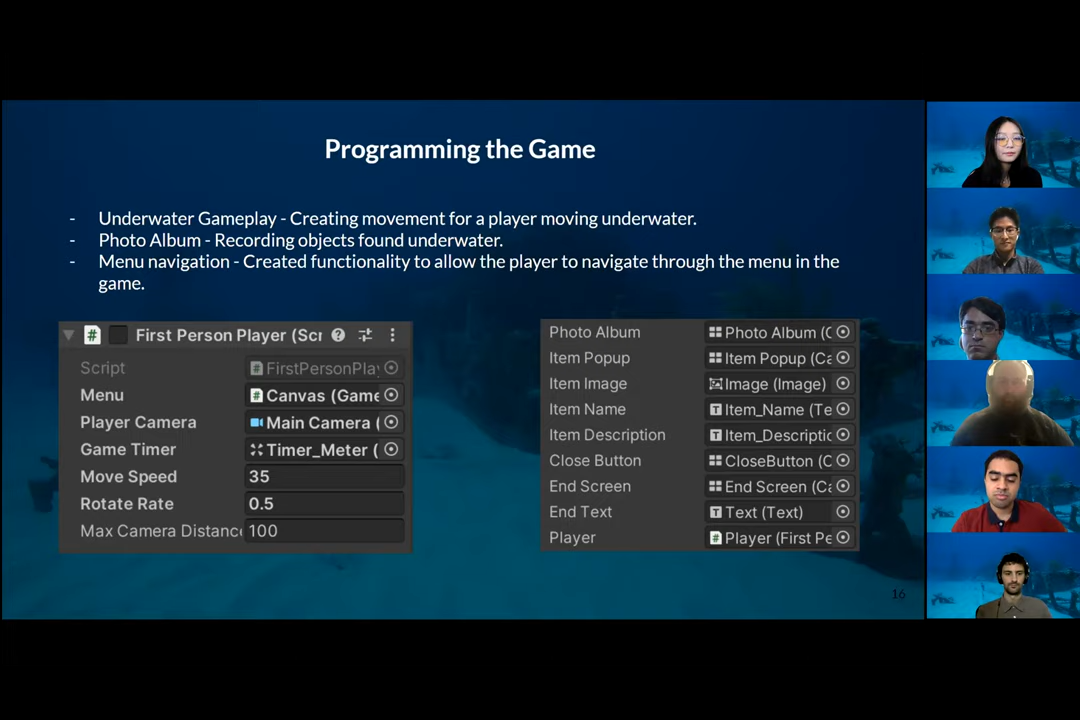 Programming the Game
- Underwater Gameplay - Creating movement for a player moving underwater.
- Photo Album - Recording objects found underwater.
- Menu navigation - Created functionality to allow the player to navigate through the menu in the
game.
# First Person Player (Scr ?
Script # FirstPersonPlay
Menu # Canvas (Game
Player Camera Main Camera (
Game Timer Timer_Meter (
Move Speed 35
Rotate Rate 0.5
Max Camera Distanc 100
Photo Album Photo Album (C
Item Popup Item Popup (Ca
Item Image Image (Image)
Item Name T Item_Name (Te
Item Description T Item_Descriptic
Close Button CloseButton (C
End Screen End Screen (Ca
End Text T Text (Text)
Player # Player (First Pe
16